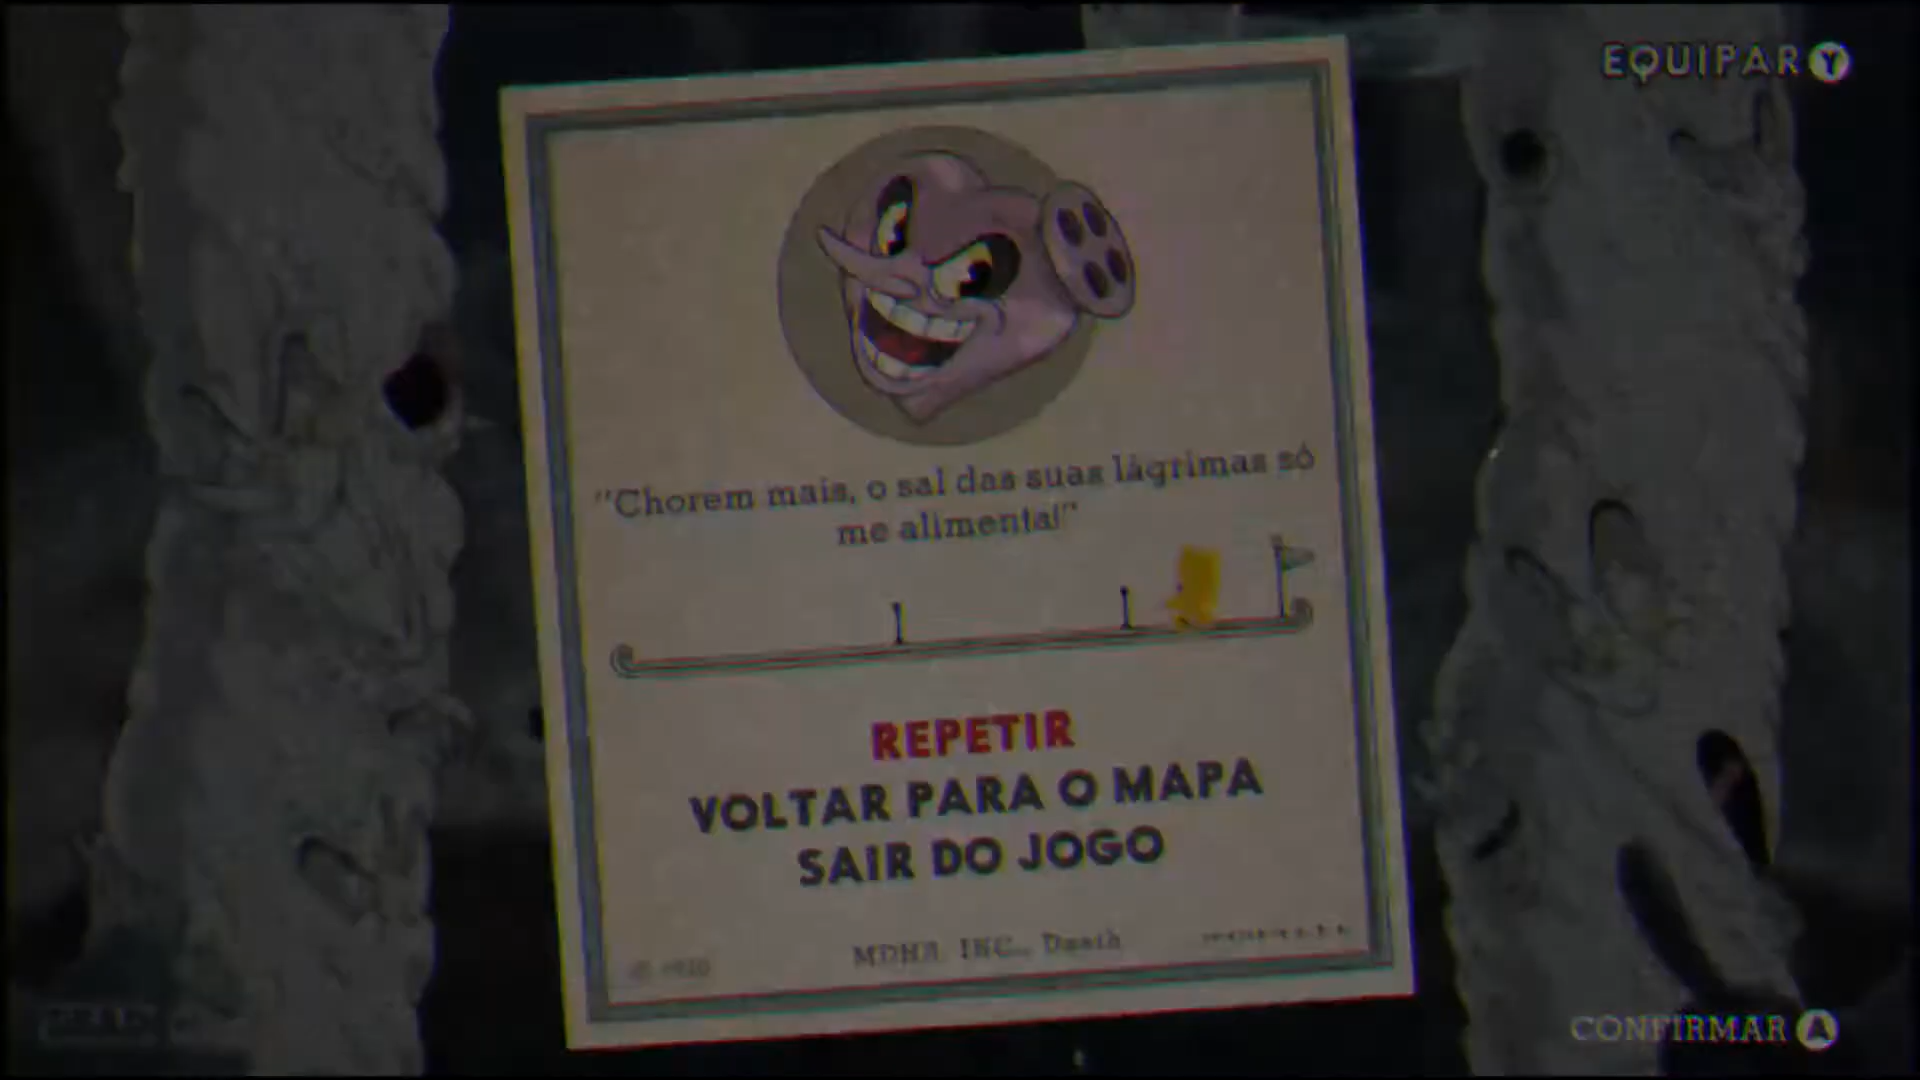 EQUIPAR Y
"Chorem mais, o sal das suas lágrimas só
me alimenta!"
REPETIR
VOLTAR PARA O MAPA
SAIR DO JOGO
MDHR INC., Death
CONFIRMAR A